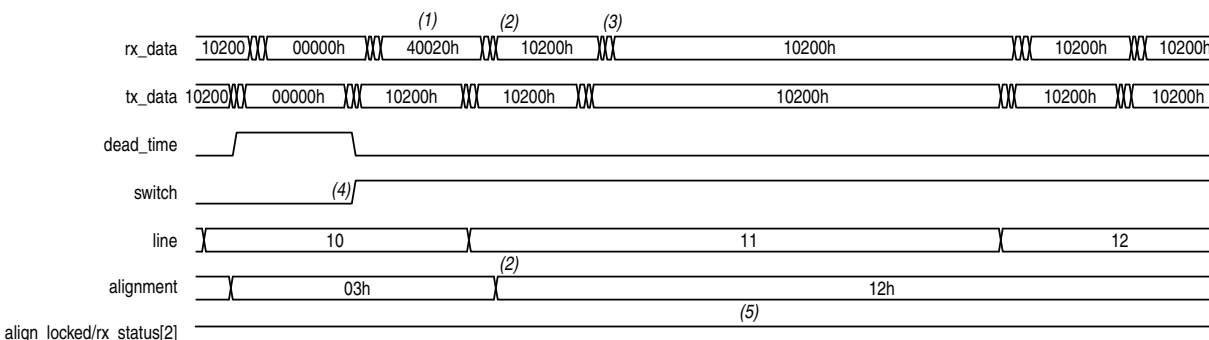 (1) (2) (3)
rx_data 10200 00000h 40020h 10200h 10200h 10200h 10200h
tx_data 10200 00000h 10200h 10200h 10200h 10200h 10200h
dead_time
switch (4)
line 10 11 12
(2)
alignment 03h 12h
(5)
align_locked/rx_status[2]